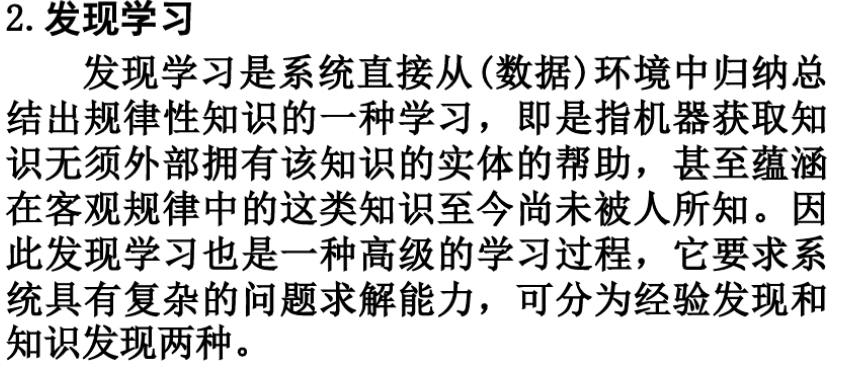 2. 发现学习
发现学习是系统直接从(数据)环境中归纳总
结出规律性知识的一种学习，即是指机器获取知
识无须外部拥有该知识的实体的帮助，甚至蕴涵
在客观规律中的这类知识至今尚未被人所知。因
此发现学习也是一种高级的学习过程，它要求系
统具有复杂的问题求解能力，可分为经验发现和
知识发现两种。